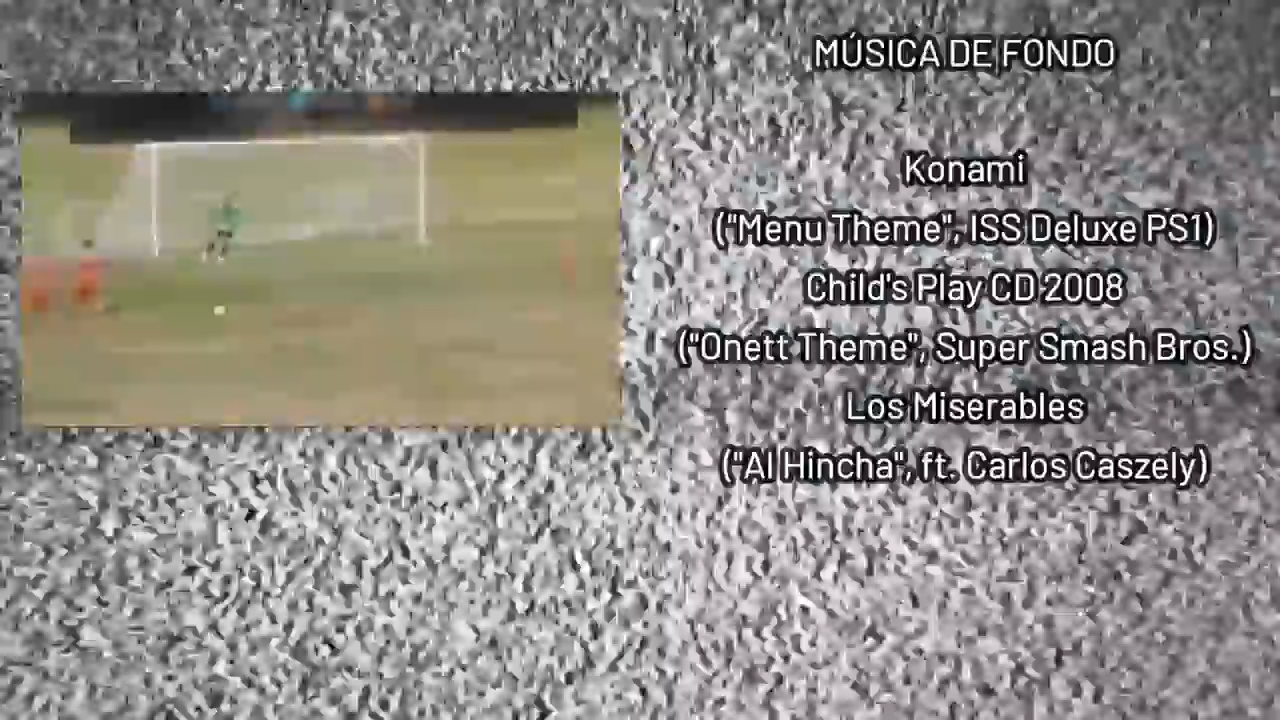 MÚSICA DE FONDO
Konami
("Menu Theme", ISS Deluxe PS1)
Child's Play CD 2008
("Onett Theme", Super Smash Bros.)
Los Miserables
("Al Hincha", ft. Carlos Caszely)